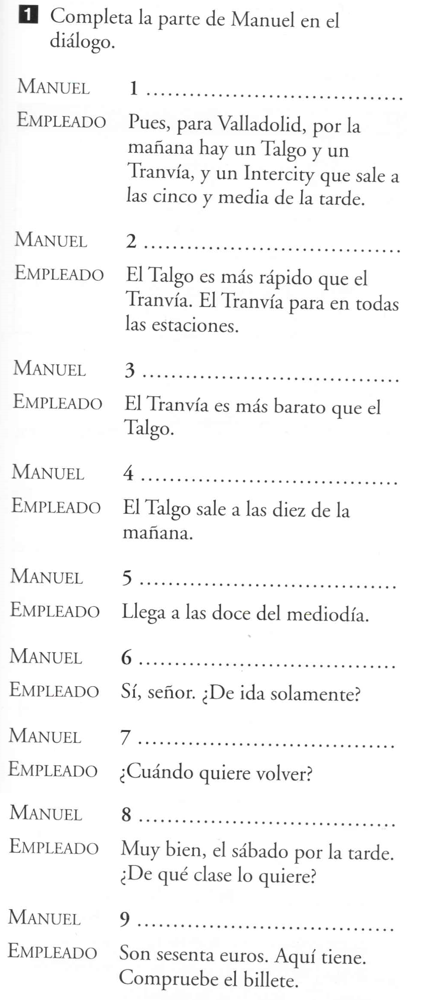 1 Completa la parte de Manuel en el
diálogo.
MANUEL 1 ....................................
EMPLEADO Pues, para Valladolid, por la
mañana hay un Talgo y un
Tranvía, y un Intercity que sale a
las cinco y media de la tarde.
MANUEL 2 ....................................
EMPLEADO El Talgo es más rápido que el
Tranvía. El Tranvía para en todas
las estaciones.
MANUEL 3 ....................................
EMPLEADO El Tranvía es más barato que el
Talgo.
MANUEL 4 ....................................
EMPLEADO El Talgo sale a las diez de la
mañana.
MANUEL 5 ....................................
EMPLEADO Llega a las doce del mediodía.
MANUEL 6 ....................................
EMPLEADO Sí, señor. ¿De ida solamente?
MANUEL 7 ....................................
EMPLEADO ¿Cuándo quiere volver?
MANUEL 8 ....................................
EMPLEADO Muy bien, el sábado por la tarde.
¿De qué clase lo quiere?
MANUEL 9 ....................................
EMPLEADO Son sesenta euros. Aquí tiene.
Compruebe el billete.